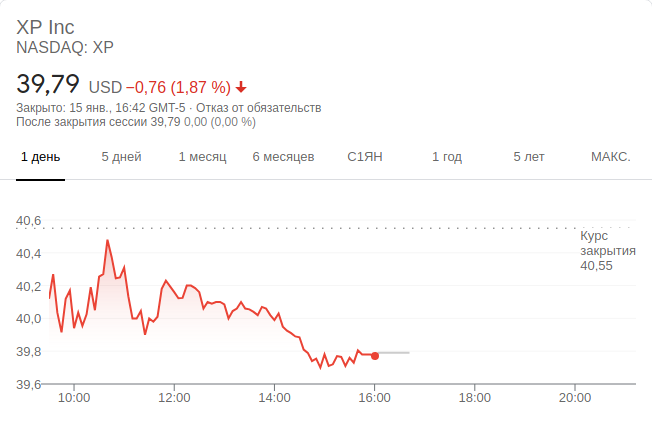 XP Inc
NASDAQ: XP
39,79 USD −0,76 (1,87 %)
Закрыто: 15 янв., 16:42 GMT-5 · Отказ от обязательств
После закрытия сессии 39,79 0,00 (0,00 %)
1 день 5 дней 1 месяц 6 месяцев С1ЯН 1 год 5 лет МАКС.
40,6
Курс
закрытия
40,55
40,4
40,2
40,0
39,8
39,6
10:00 12:00 14:00 16:00 18:00 20:00